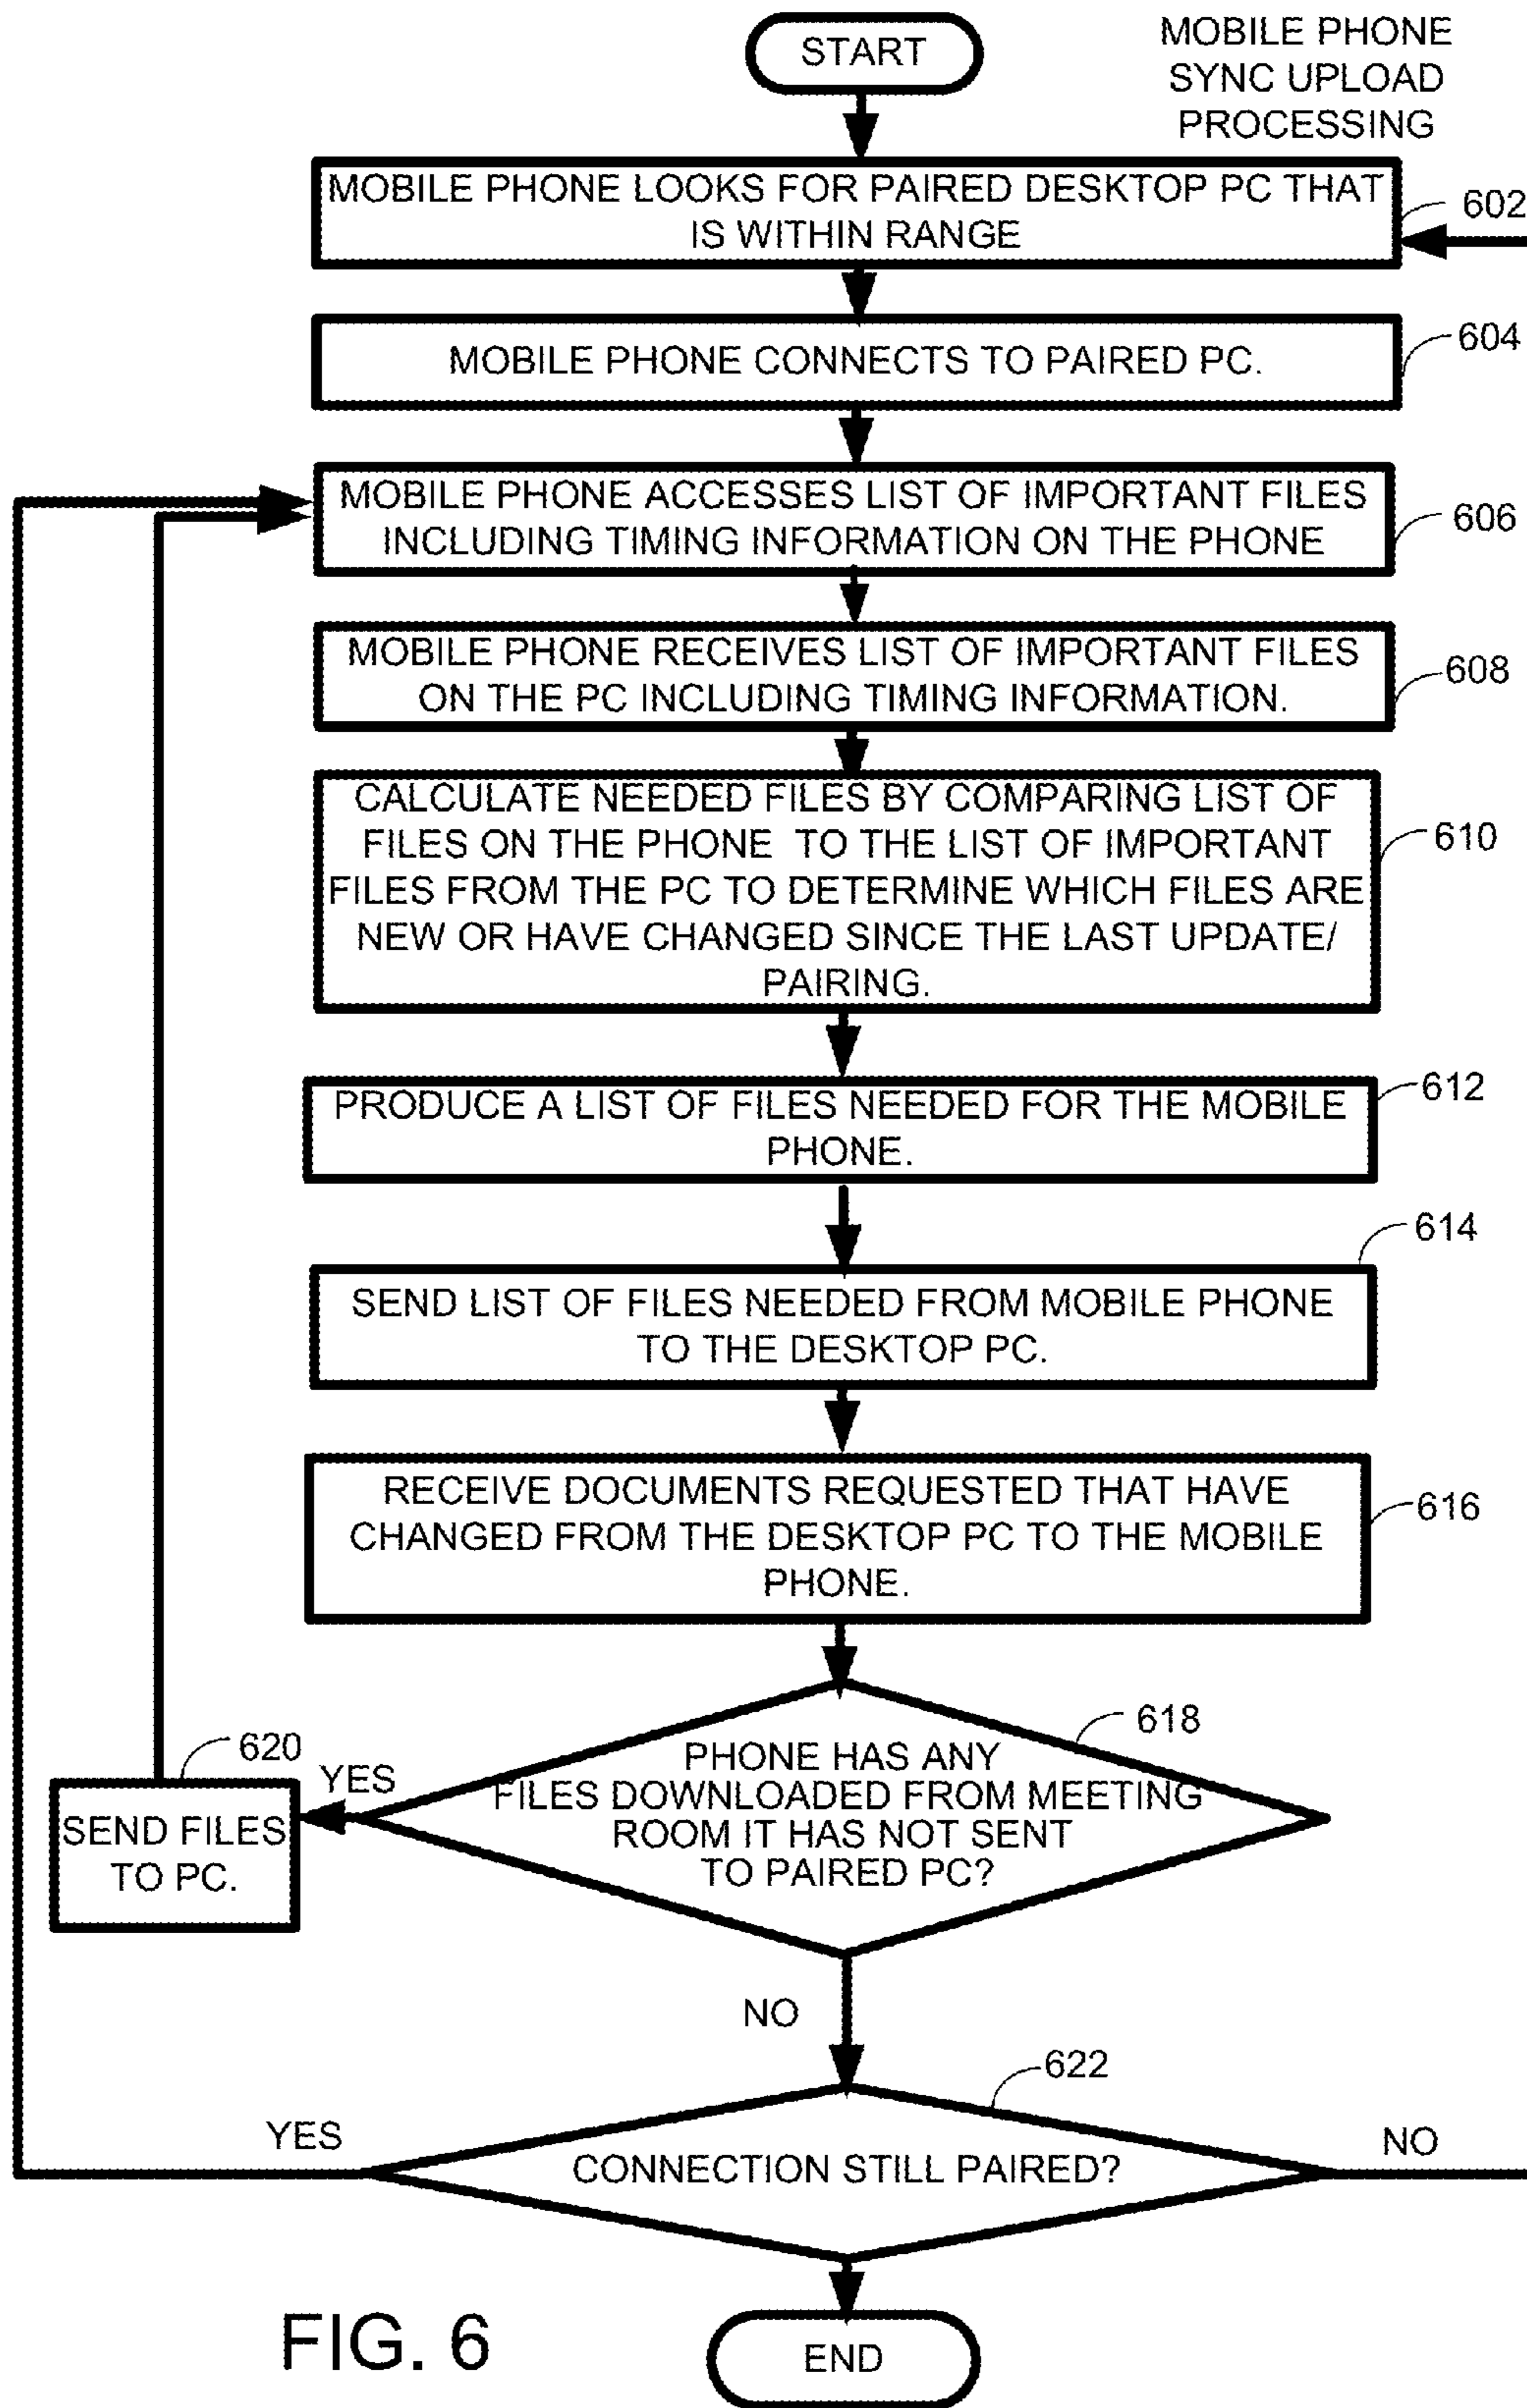 START
MOBILE PHONE
SYNC UPLOAD
PROCESSING
MOBILE PHONE LOOKS FOR PAIRED DESKTOP PC THAT
IS WITHIN RANGE
602
MOBILE PHONE CONNECTS TO PAIRED PC.
604
MOBILE PHONE ACCESSES LIST OF IMPORTANT FILES
INCLUDING TIMING INFORMATION ON THE PHONE
606
MOBILE PHONE RECEIVES LIST OF IMPORTANT FILES
ON THE PC INCLUDING TIMING INFORMATION.
608
CALCULATE NEEDED FILES BY COMPARING LIST OF
FILES ON THE PHONE TO THE LIST OF IMPORTANT
FILES FROM THE PC TO DETERMINE WHICH FILES ARE
NEW OR HAVE CHANGED SINCE THE LAST UPDATE/
PAIRING.
610
PRODUCE A LIST OF FILES NEEDED FOR THE MOBILE
PHONE.
612
614
SEND LIST OF FILES NEEDED FROM MOBILE PHONE
TO THE DESKTOP PC.
RECEIVE DOCUMENTS REQUESTED THAT HAVE
CHANGED FROM THE DESKTOP PC TO THE MOBILE
PHONE.
616
618
PHONE HAS ANY
FILES DOWNLOADED FROM MEETING
ROOM IT HAS NOT SENT
TO PAIRED PC?
620
YES
SEND FILES
TO PC.
NO
622
YES
CONNECTION STILL PAIRED?
NO
FIG. 6
END